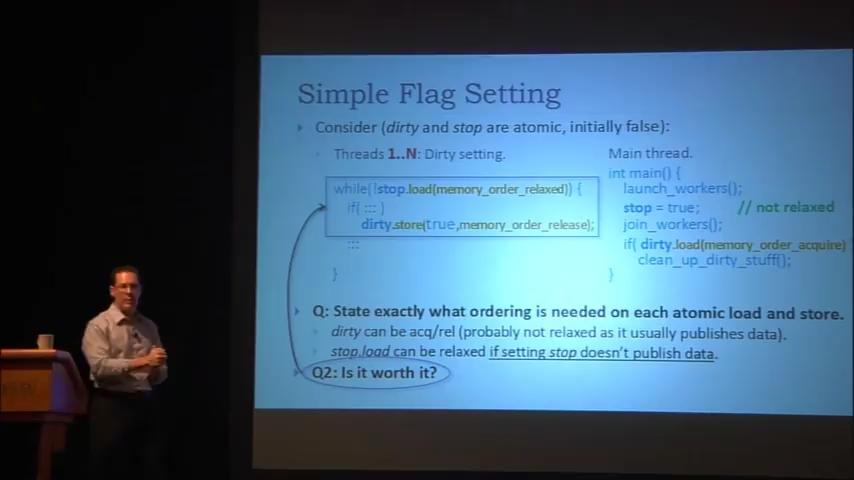 Simple Flag Setting
Consider (dirty and stop are atomic, initially false):
Threads 1..N: Dirty setting.
while( !stop.load(memory_order_relaxed)) {
if( ::: )
dirty.store(true,memory_order_release);
:::
}
Main thread.
int main() {
launch_workers();
stop = true; // not relaxed
join_workers();
if( dirty.load(memory_order_acquire)
clean_up_dirty_stuff();
}
Q: State exactly what ordering is needed on each atomic load and store.
dirty can be acq/rel (probably not relaxed as it usually publishes data).
stop.load can be relaxed if setting stop doesn't publish data.
Q2: Is it worth it?